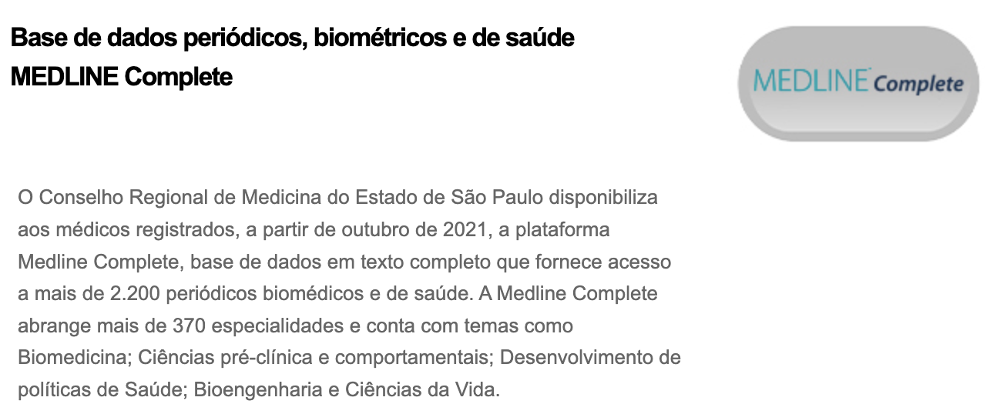 Base de dados periódicos, biométricos e de saúde
MEDLINE Complete
MEDLINE Complete
O Conselho Regional de Medicina do Estado de São Paulo disponibiliza
aos médicos registrados, a partir de outubro de 2021, a plataforma
Medline Complete, base de dados em texto completo que fornece acesso
a mais de 2.200 periódicos biomédicos e de saúde. A Medline Complete
abrange mais de 370 especialidades e conta com temas como
Biomedicina; Ciências pré-clínica e comportamentais; Desenvolvimento de
políticas de Saúde; Bioengenharia e Ciências da Vida.